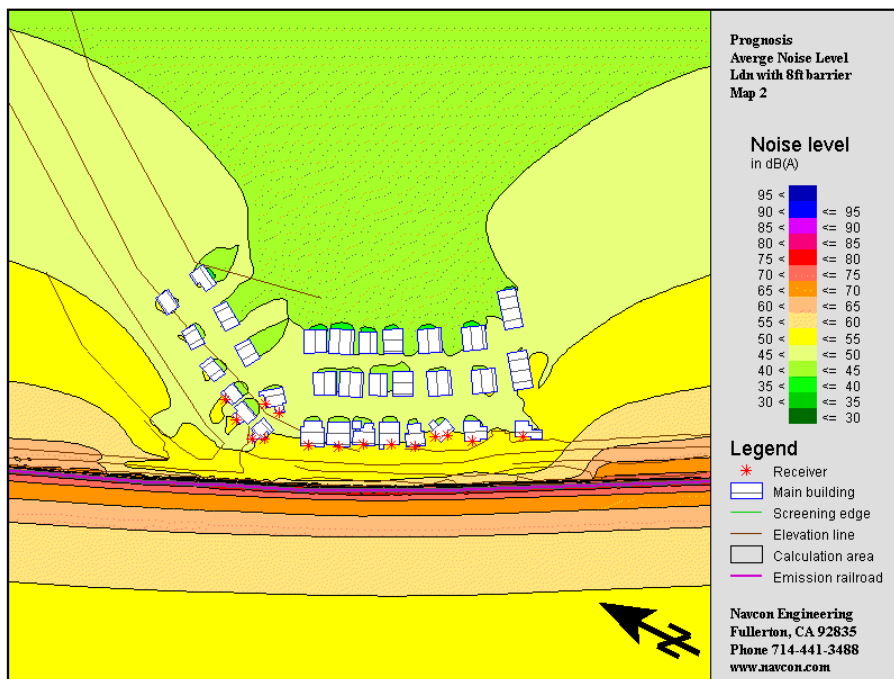 Prognosis
Averge Noise Level
Ldn with 8ft barrier
Map 2
Noise level
in dB(A)
95 <
90 < <= 95
85 < <= 90
80 < <= 85
75 < <= 80
70 < <= 75
65 < <= 70
60 < <= 65
55 < <= 60
50 < <= 55
45 < <= 50
40 < <= 45
35 < <= 40
30 < <= 35
<= 30
Legend
Receiver
Main building
Screening edge
Elevation line
Calculation area
Emission railroad
N
Navcon Engineering
Fullerton, CA 92835
Phone 714-441-3488
www.navcon.com